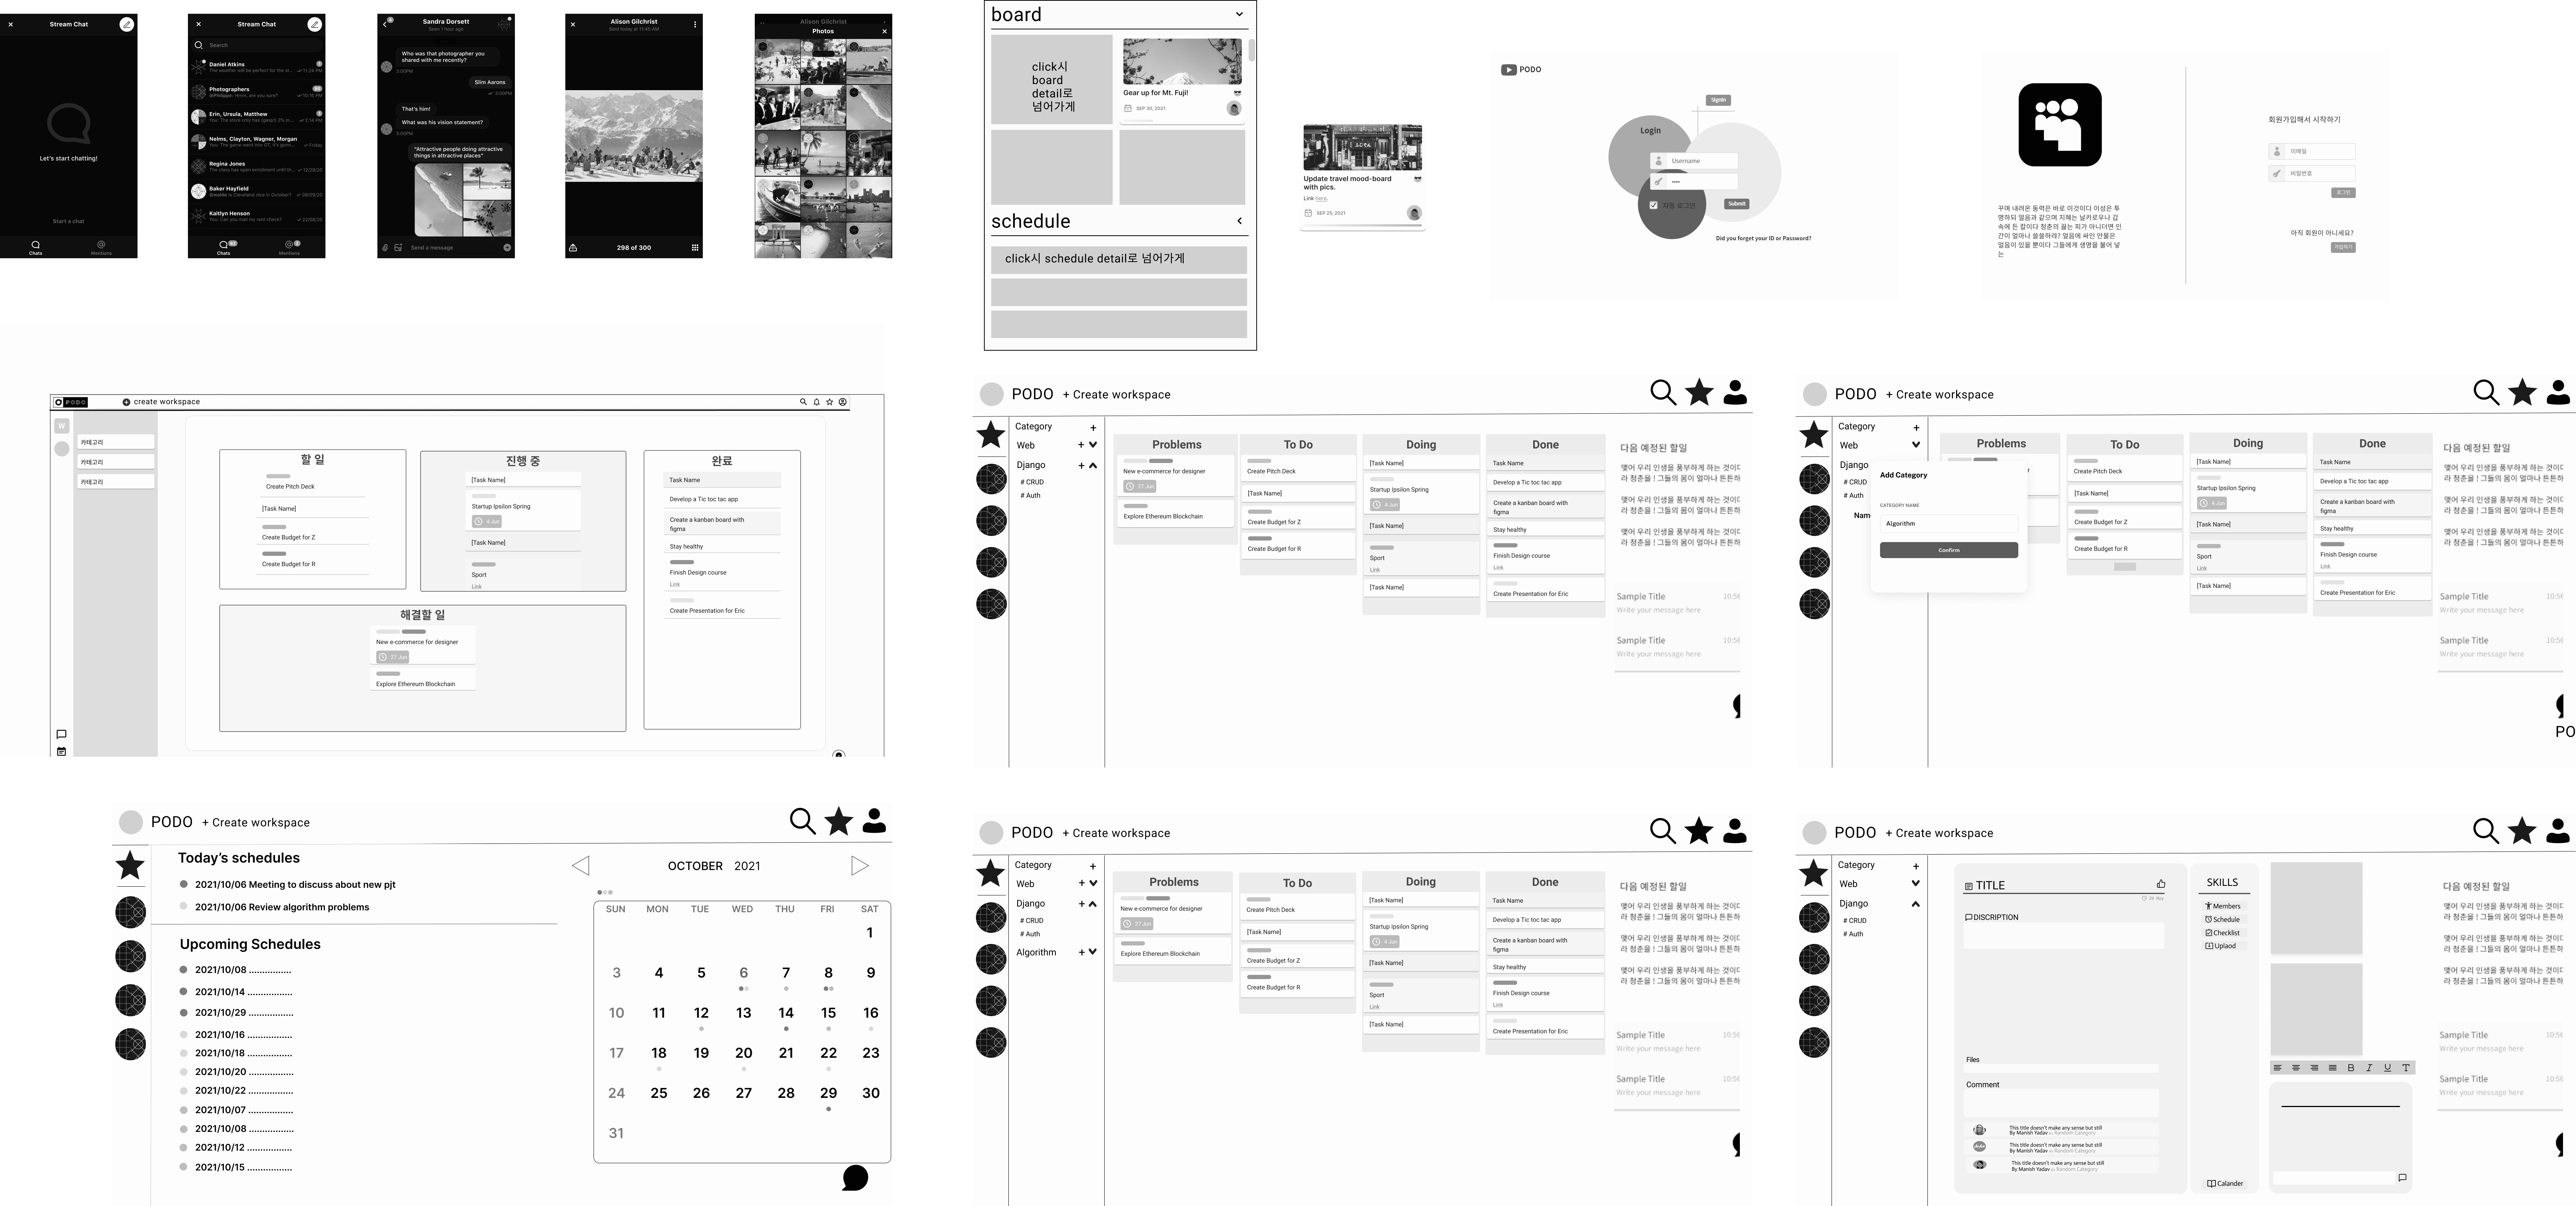 Stream Chat
Let's start chatting!
Start a chat
Chats
Mentions
Stream Chat
Search
Daniel Atkins
Photographers
Erin, Ursula, Matthew
Nelms, Clayton, Wagner, Morgan
Regina Jones
Baker Hayfield
Kaitlyn Henson
Chats
Mentions
Sandra Dorsett
Seen 1 hour ago
Who was that photographer you
shared with me recently?
3:00PM
Slim Aarons
3:00PM
That's him!
What was his vision statement?
5:00PM
"Attractive people doing attractive
things in attractive places"
Send a message
Alison Gilchrist
Sent today at 11:45 AM
298 of 300
Alison Gilchrist
Photos
board
click시
board
detail로
넘어가게
Gear up for Mt. Fuji!
SEP 30, 2021
schedule
click시 schedule detail로 넘어가게
Update travel mood-board
with pics.
Link here.
SEP 25, 2021
PODO
SignIn
Login
Username
자동 로그인
Submit
Did you forget your ID or Password?
꾸며 내려온 동력은 바로 이것이다 이성은 투
명하되 얼음과 같으며 지혜는 날카로우나 갑
속에 든 칼이다 청춘의 끓는 피가 아니더면 인
간이 얼마나 쓸쓸하랴? 얼음에 싸인 만물은
얼음이 있을 뿐이다 그들에게 생명을 불어 넣
는
회원가입해서 시작하기
이메일
비밀번호
로그인
아직 회원이 아니세요?
가입하기
PODO
create workspace
W
카테고리
카테고리
카테고리
할 일
Create Pitch Deck
[Task Name]
Create Budget for Z
Create Budget for R
진행 중
[Task Name]
Startup Ipsilon Spring
4 Jun
[Task Name]
Sport
Link
완료
Task Name
Develop a Tic toc tac app
Create a kanban board with
figma
Stay healthy
Finish Design course
Link
Create Presentation for Eric
해결할 일
New e-commerce for designer
27 Jun
Explore Ethereum Blockchain
PODO + Create workspace
Category +
Web +
Django +
# CRUD
# Auth
Problems
New e-commerce for designer
27 Jun
Explore Ethereum Blockchain
To Do
Create Pitch Deck
[Task Name]
Create Budget for Z
Create Budget for R
Doing
[Task Name]
Startup Ipsilon Spring
4 Jun
[Task Name]
Sport
Link
[Task Name]
Done
Task Name
Develop a Tic toc tac app
Create a kanban board with
figma
Stay healthy
Finish Design course
Link
Create Presentation for Eric
다음 예정된 할일
맺어 우리 인생을 풍부하게 하는 것이다
라 청춘을 ! 그들의 몸이 얼마나 튼튼하
맺어 우리 인생을 풍부하게 하는 것이다
라 청춘을 ! 그들의 몸이 얼마나 튼튼하
맺어 우리 인생을 풍부하게 하는 것이다
라 청춘을 ! 그들의 몸이 얼마나 튼튼하
Sample Title 10:56
Write your message here
Sample Title 10:56
Write your message here
PODO + Create workspace
Category +
Web
Django
# CRUD
# Auth
Nam
Add Category
CATEGORY NAME
Algorithm
Confirm
Problems
To Do
Create Pitch Deck
[Task Name]
Create Budget for Z
Create Budget for R
Doing
[Task Name]
Startup Ipsilon Spring
4 Jun
[Task Name]
Sport
Link
[Task Name]
Done
Task Name
Develop a Tic toc tac app
Create a kanban board with
figma
Stay healthy
Finish Design course
Link
Create Presentation for Eric
다음 예정된 할일
맺어 우리 인생을 풍부하게 하는 것이다
라 청춘을 ! 그들의 몸이 얼마나 튼튼하
맺어 우리 인생을 풍부하게 하는 것이다
라 청춘을 ! 그들의 몸이 얼마나 튼튼하
맺어 우리 인생을 풍부하게 하는 것이다
라 청춘을 ! 그들의 몸이 얼마나 튼튼하
Sample Title 10:56
Write your message here
Sample Title 10:56
Write your message here
PO
PODO + Create workspace
Today's schedules
2021/10/06 Meeting to discuss about new pjt
2021/10/06 Review algorithm problems
Upcoming Schedules
2021/10/08 ...............
2021/10/14 ................
2021/10/29 ................
2021/10/16 ................
2021/10/18 ................
2021/10/20 ................
2021/10/22 ................
2021/10/07 ................
2021/10/08 ................
2021/10/12 ................
2021/10/15 ................
OCTOBER 2021
SUN MON TUE WED THU FRI SAT
1
3 4 5 6 7 8 9
10 11 12 13 14 15 16
17 18 19 20 21 22 23
24 25 26 27 28 29 30
31
PODO + Create workspace
Category +
Web +
Django +
# CRUD
# Auth
Algorithm +
Problems
New e-commerce for designer
27 Jun
Explore Ethereum Blockchain
To Do
Create Pitch Deck
[Task Name]
Create Budget for Z
Create Budget for R
Doing
[Task Name]
Startup Ipsilon Spring
4 Jun
[Task Name]
Sport
Link
[Task Name]
Done
Task Name
Develop a Tic toc tac app
Create a kanban board with
figma
Stay healthy
Finish Design course
Link
Create Presentation for Eric
다음 예정된 할일
맺어 우리 인생을 풍부하게 하는 것이다
라 청춘을 ! 그들의 몸이 얼마나 튼튼하
맺어 우리 인생을 풍부하게 하는 것이다
라 청춘을 ! 그들의 몸이 얼마나 튼튼하
맺어 우리 인생을 풍부하게 하는 것이다
라 청춘을 ! 그들의 몸이 얼마나 튼튼하
Sample Title 10:56
Write your message here
Sample Title 10:56
Write your message here
PODO + Create workspace
Category +
Web
Django
# CRUD
# Auth
TITLE
DISCRIPTION
Files
Comment
This title doesn't make any sense but still
By Manish Yadav in Random Category
This title doesn't make any sense but still
By Manish Yadav in Random Category
This title doesn't make any sense but still
By Manish Yadav in Random Category
SKILLS
Members
Schedule
Checklist
Uplaod
Calander
B I U T
다음 예정된 할일
맺어 우리 인생을 풍부하게 하는 것이다
라 청춘을 ! 그들의 몸이 얼마나 튼튼하
맺어 우리 인생을 풍부하게 하는 것이다
라 청춘을 ! 그들의 몸이 얼마나 튼튼하
맺어 우리 인생을 풍부하게 하는 것이다
라 청춘을 ! 그들의 몸이 얼마나 튼튼하
Sample Title 10:56
Write your message here
Sample Title 10:56
Write your message here